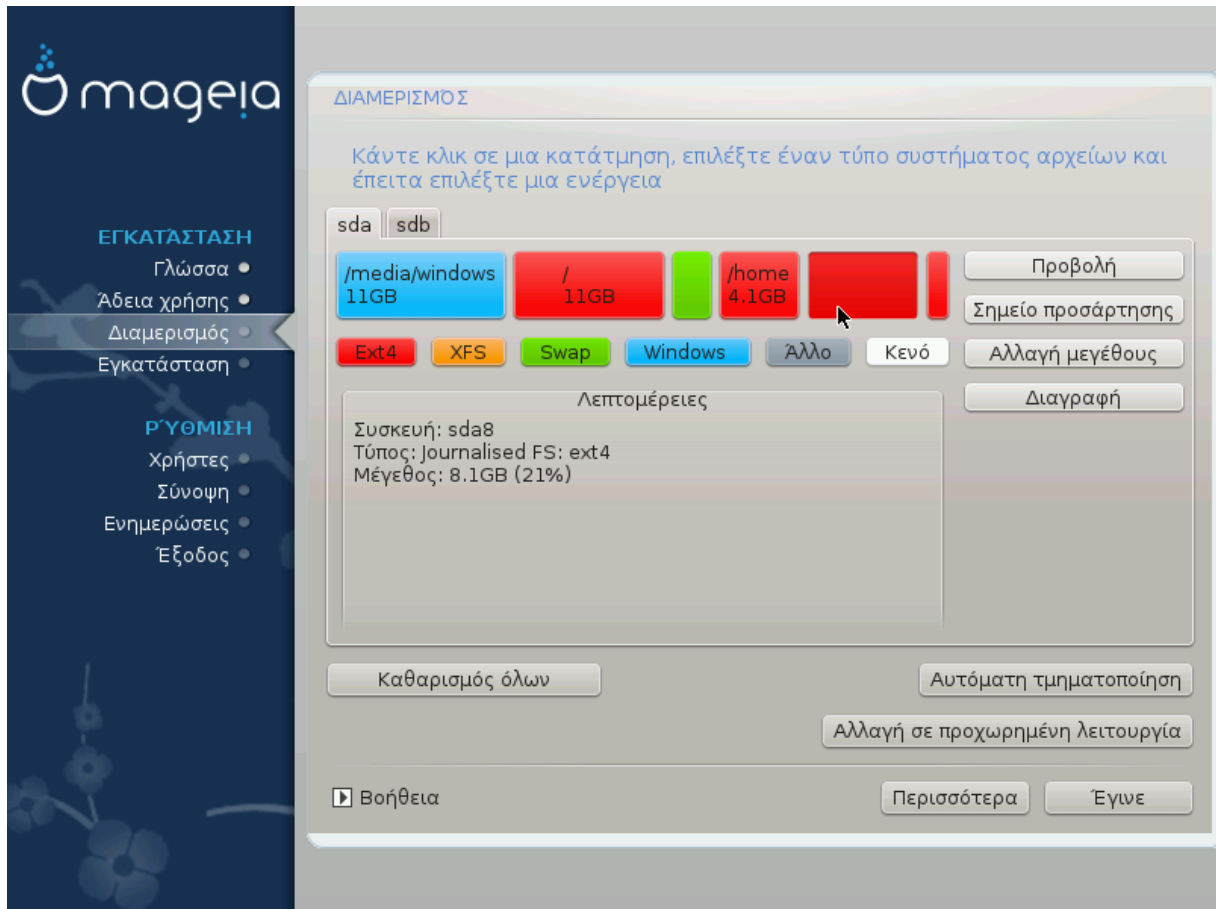 mageia
ΕΓΚΑΤΆΣΤΑΣΗ
Γλώσσα
Άδεια χρήσης
Διαμερισμός
Εγκατάσταση
ΡΎΘΜΙΣΗ
Χρήστες
Σύνοψη
Ενημερώσεις
Έξοδος
ΔΙΑΜΕΡΙΣΜΌΣ
Κάντε κλικ σε μια κατάτμηση, επιλέξτε έναν τύπο συστήματος αρχείων και
έπειτα επιλέξτε μια ενέργεια
sda sdb
/media/windows
11GB
/
11GB
/home
4.1GB
Ext4 XFS Swap Windows Άλλο Κενό
Λεπτομέρειες
Συσκευή: sda8
Τύπος: Journalised FS: ext4
Μέγεθος: 8.1GB (21%)
Προβολή
Σημείο προσάρτησης
Αλλαγή μεγέθους
Διαγραφή
Καθαρισμός όλων
Αυτόματη τμηματοποίηση
Αλλαγή σε προχωρημένη λειτουργία
Βοήθεια
Περισσότερα
Έγινε